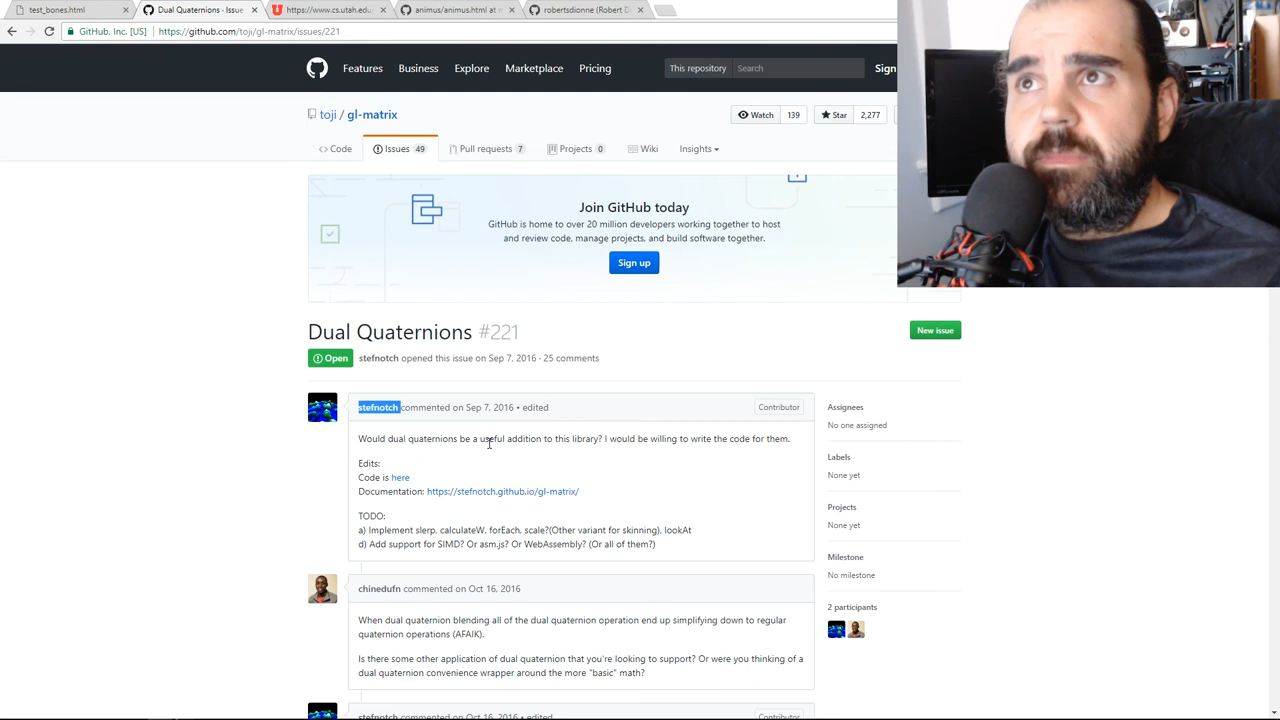 test_bones.html
Dual Quaternions - Issue
https://www.cs.utah.edu
animus/animus.html at
robertsdionne (Robert D
GitHub, Inc. [US]
https://github.com/toji/gl-matrix/issues/221
Features
Business
Explore
Marketplace
Pricing
This repository
Search
Sign
toji / gl-matrix
Watch
139
Star
2,277
Code
Issues 49
Pull requests 7
Projects 0
Wiki
Insights
Join GitHub today
GitHub is home to over 20 million developers working together to host
and review code, manage projects, and build software together.
Sign up
Dual Quaternions #221
New issue
Open
stefnotch opened this issue on Sep 7, 2016 · 25 comments
stefnotch commented on Sep 7, 2016 • edited
Contributor
Would dual quaternions be a useful addition to this library? I would be willing to write the code for them.
Edits:
Code is here
Documentation: https://stefnotch.github.io/gl-matrix/
TODO:
a) Implement slerp, calculateW, forEach, scale?(Other variant for skinning), lookAt
d) Add support for SIMD? Or asm.js? Or WebAssembly? (Or all of them?)
Assignees
No one assigned
Labels
None yet
Projects
None yet
Milestone
No milestone
2 participants
chinedufn commented on Oct 16, 2016
When dual quaternion blending all of the dual quaternion operation end up simplifying down to regular
quaternion operations (AFAIK).
Is there some other application of dual quaternion that you're looking to support? Or were you thinking of a
dual quaternion convenience wrapper around the more "basic" math?
stefnotch commented on Oct 16, 2016 • edited
Contributor